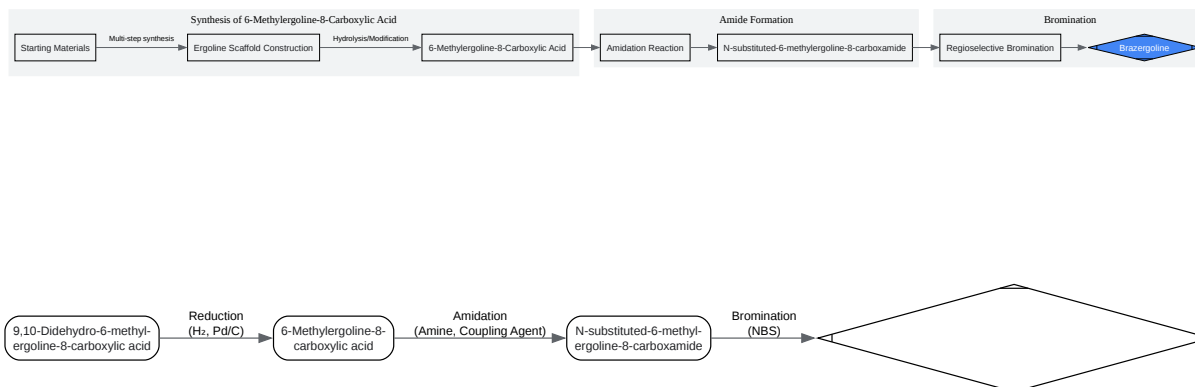 Synthesis of 6-Methylergoline-8-Carboxylic Acid
Starting Materials
Multi-step synthesis
Ergoline Scaffold Construction
Hydrolysis/Modification
6-Methylergoline-8-Carboxylic Acid
Amide Formation
Amidation Reaction
N-substituted-6-methylergoline-8-carboxamide
Bromination
Regioselective Bromination
Brazergoline
9,10-Didehydro-6-methyl-
ergoline-8-carboxylic acid
Reduction
(H₂, Pd/C)
6-Methylergoline-8-
carboxylic acid
Amidation
(Amine, Coupling Agent)
N-substituted-6-methyl-
ergoline-8-carboxamide
Bromination
(NBS)